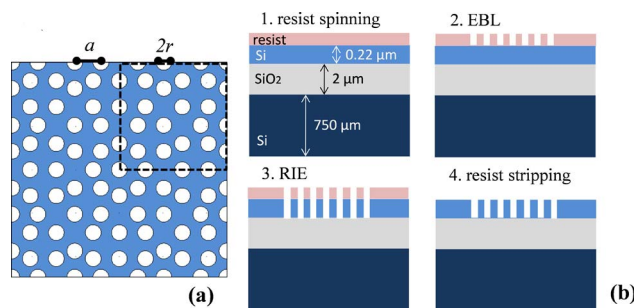 a
2r
(a)
1. resist spinning
resist
Si
0.22 µm
SiO₂
2 µm
750 µm
Si
2. EBL
3. RIE
4. resist stripping
(b)